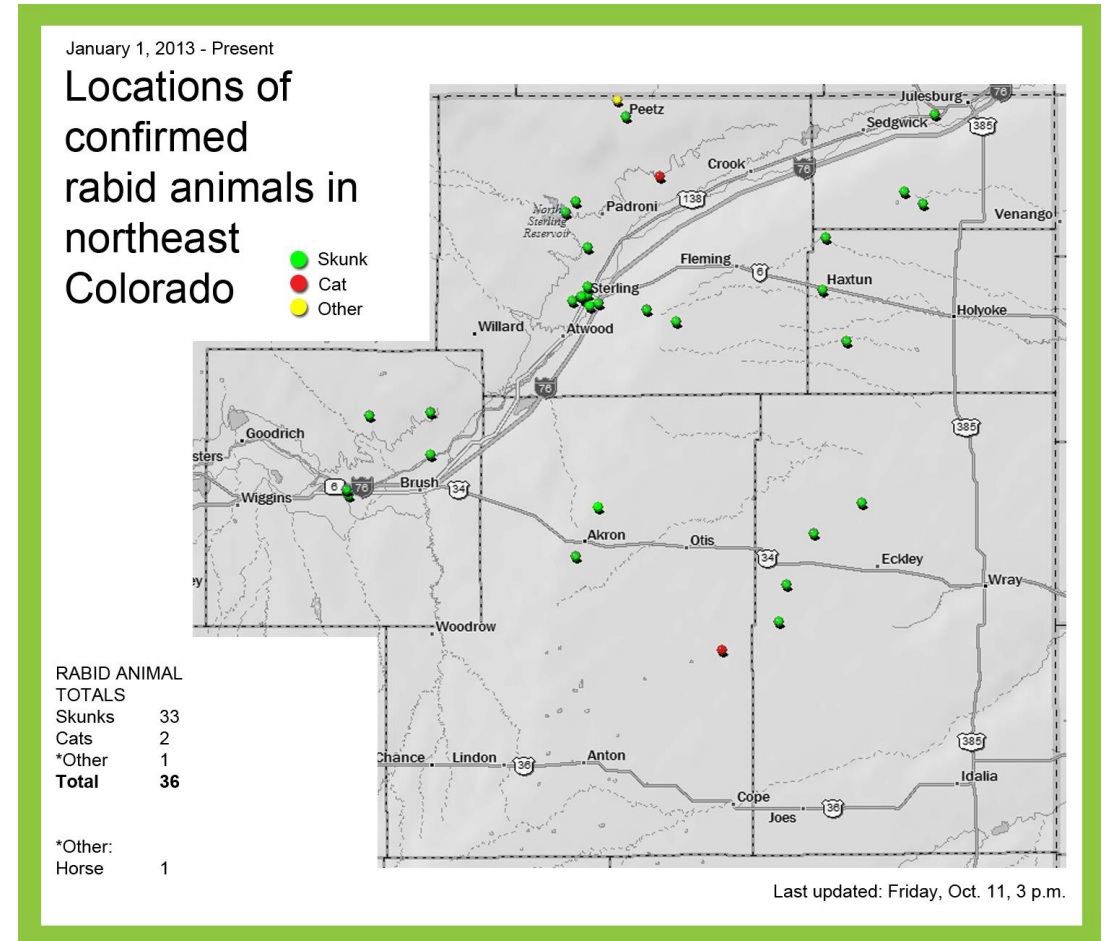 January 1, 2013 - Present
Locations of
confirmed
rabid animals in
northeast
Colorado
Skunk
Cat
Other
Peetz
Julesburg
76
Sedgwick
385
Crook
76
138
Padroni
North
Sterling
Reservoir
Venango
Fleming
6
Haxtun
Sterling
Holyoke
Willard
Atwood
76
385
Goodrich
sters
6
76
Brush
34
Wiggins
Akron
Otis
34
Eckley
ey
Wray
Woodrow
RABID ANIMAL
TOTALS
Skunks 33
Cats 2
*Other 1
Total 36
385
Chance
Lindon
36
Anton
Idalia
Cope
Joes
36
*Other:
Horse 1
Last updated: Friday, Oct. 11, 3 p.m.